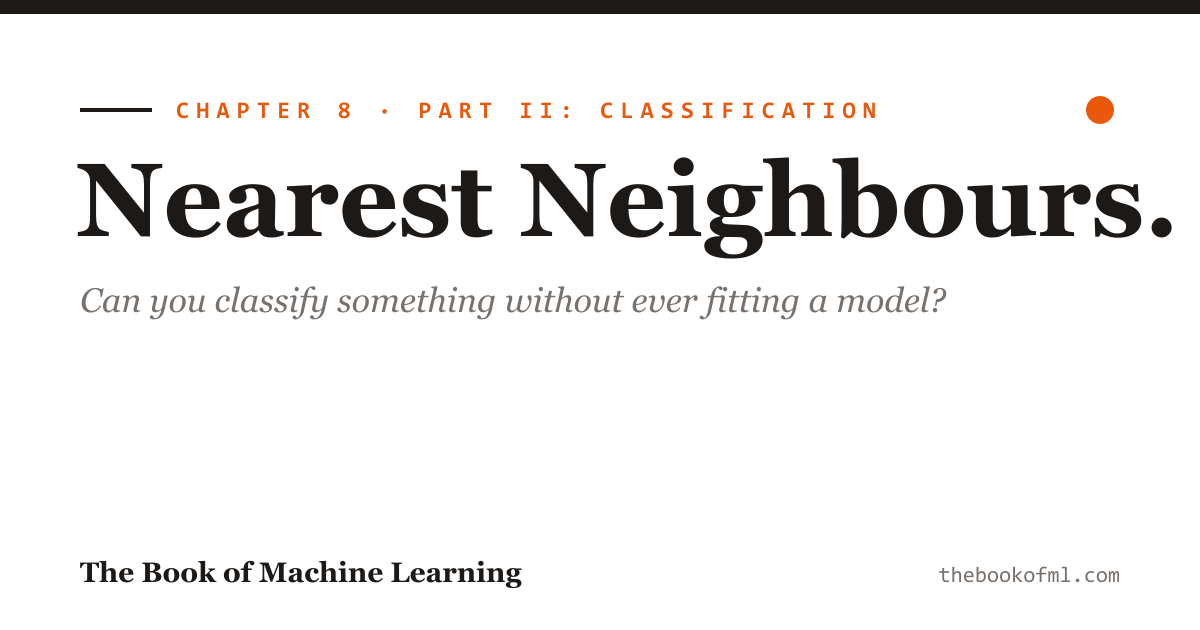 CHAPTER 8 · PART II: CLASSIFICATION
Nearest Neighbours.
Can you classify something without ever fitting a model?
The Book of Machine Learning
thebookofml.com